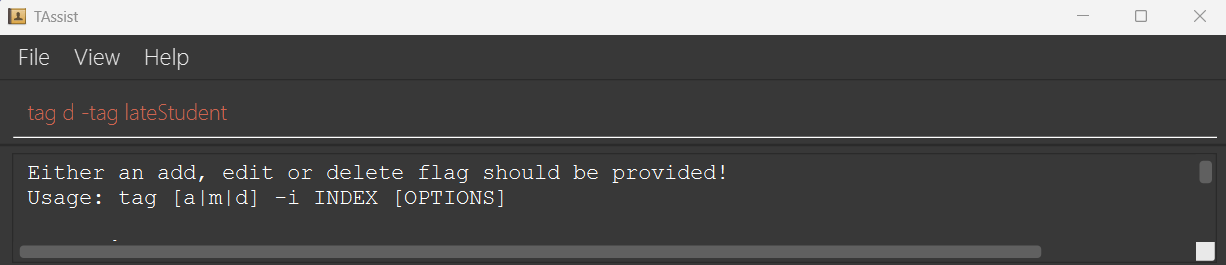 TAssist
File View Help
tag d -tag lateStudent
Either an add, edit or delete flag should be provided!
Usage: tag [a|m|d] -i INDEX [OPTIONS]